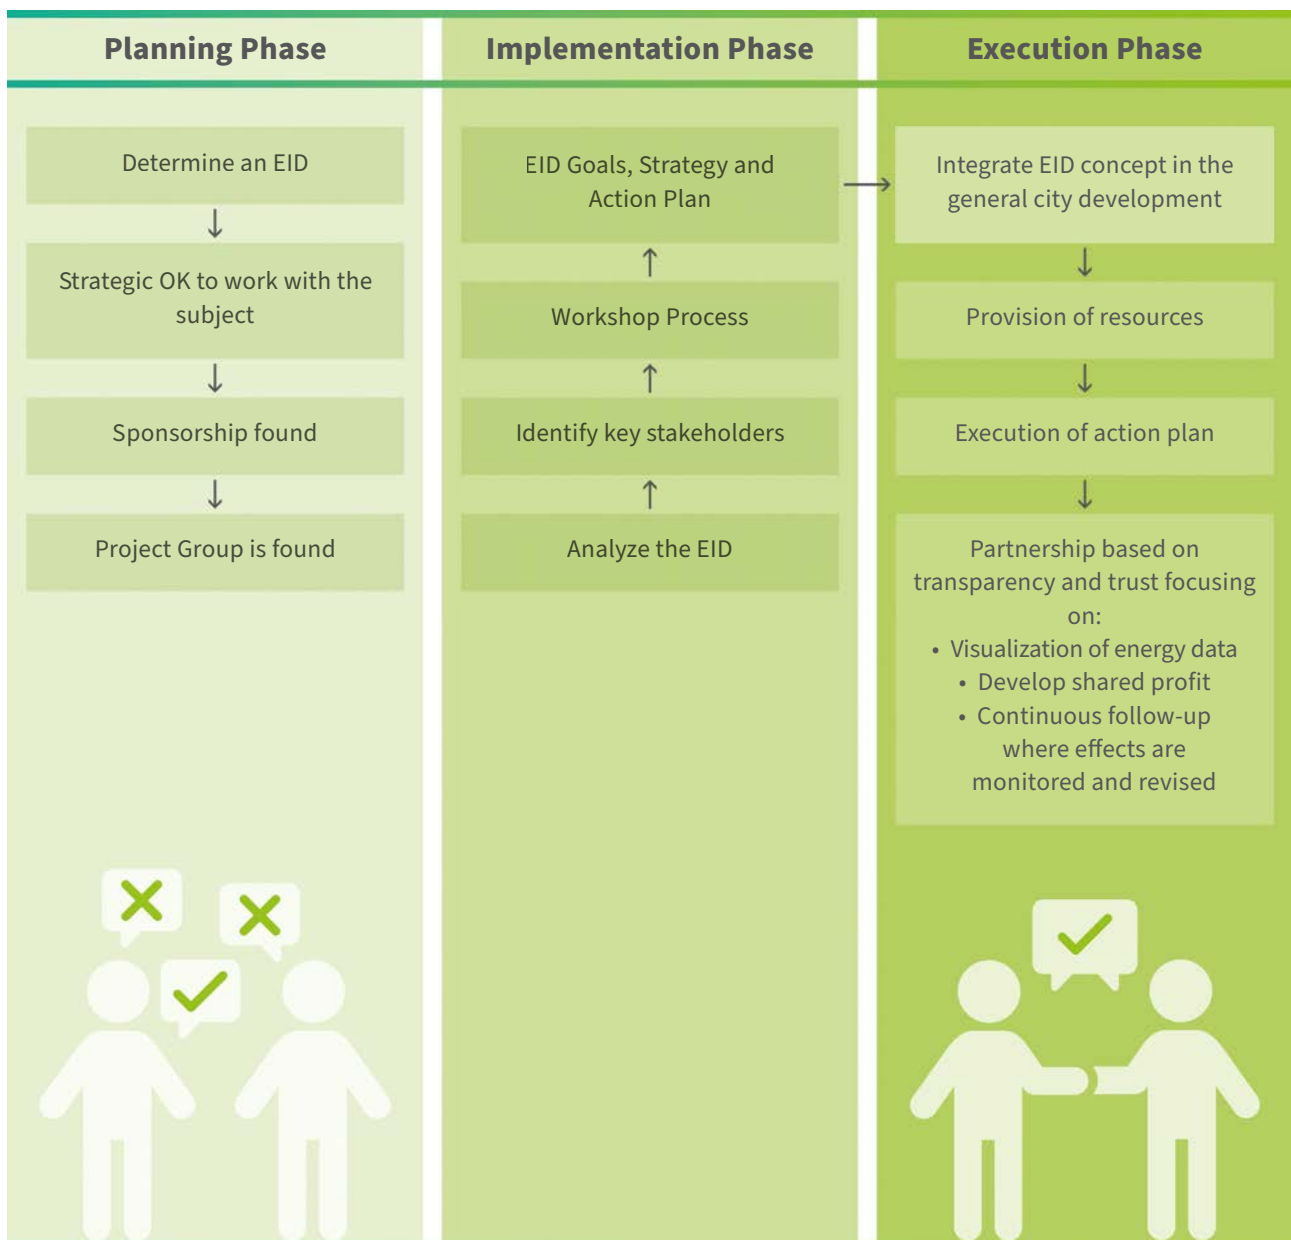 Planning Phase
Determine an EID
Strategic OK to work with the
subject
Sponsorship found
Project Group is found
Implementation Phase
EID Goals, Strategy and
Action Plan
Workshop Process
Identify key stakeholders
Analyze the EID
Execution Phase
Integrate EID concept in the
general city development
Provision of resources
Execution of action plan
Partnership based on
transparency and trust focusing
on:
• Visualization of energy data
• Develop shared profit
• Continuous follow-up
where effects are
monitored and revised